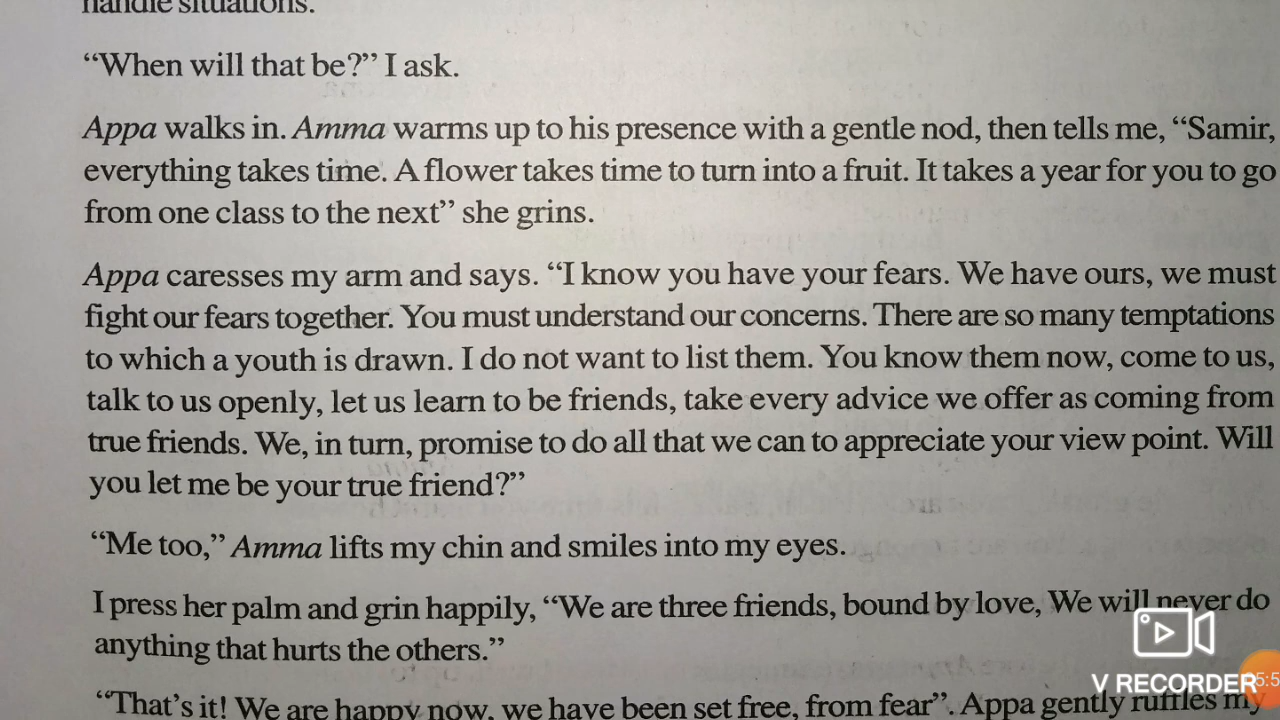 handle situations.
“When will that be?” I ask.
Appa walks in. Amma warms up to his presence with a gentle nod, then tells me, “Samir,
everything takes time. A flower takes time to turn into a fruit. It takes a year for you to go
from one class to the next” she grins.
Appa caresses my arm and says. “I know you have your fears. We have ours, we must
fight our fears together. You must understand our concerns. There are so many temptations
to which a youth is drawn. I do not want to list them. You know them now, come to us,
talk to us openly, let us learn to be friends, take every advice we offer as coming from
true friends. We, in turn, promise to do all that we can to appreciate your view point. Will
you let me be your true friend?”
“Me too,” Amma lifts my chin and smiles into my eyes.
I press her palm and grin happily, “We are three friends, bound by love, We will never do
anything that hurts the others.”
“That’s it! We are happy now, we have been set free, from fear”. Appa gently ruffles my
V RECORDER